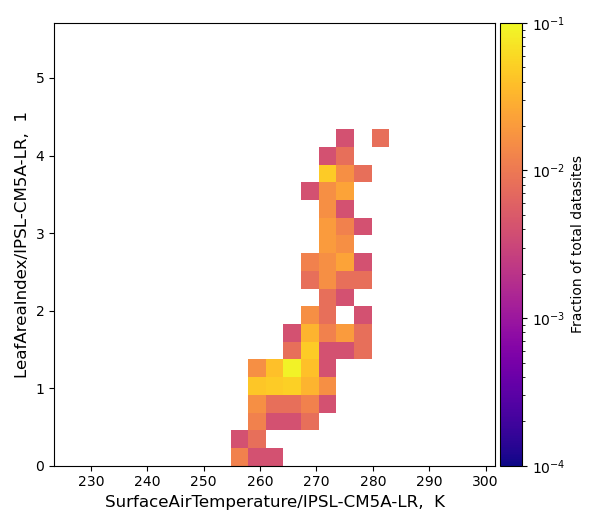 10⁻¹
10⁻²
10⁻³
10⁻⁴
Fraction of total datasites
5
4
3
2
1
0
LeafAreaIndex/IPSL-CM5A-LR, 1
230 240 250 260 270 280 290 300
SurfaceAirTemperature/IPSL-CM5A-LR, K